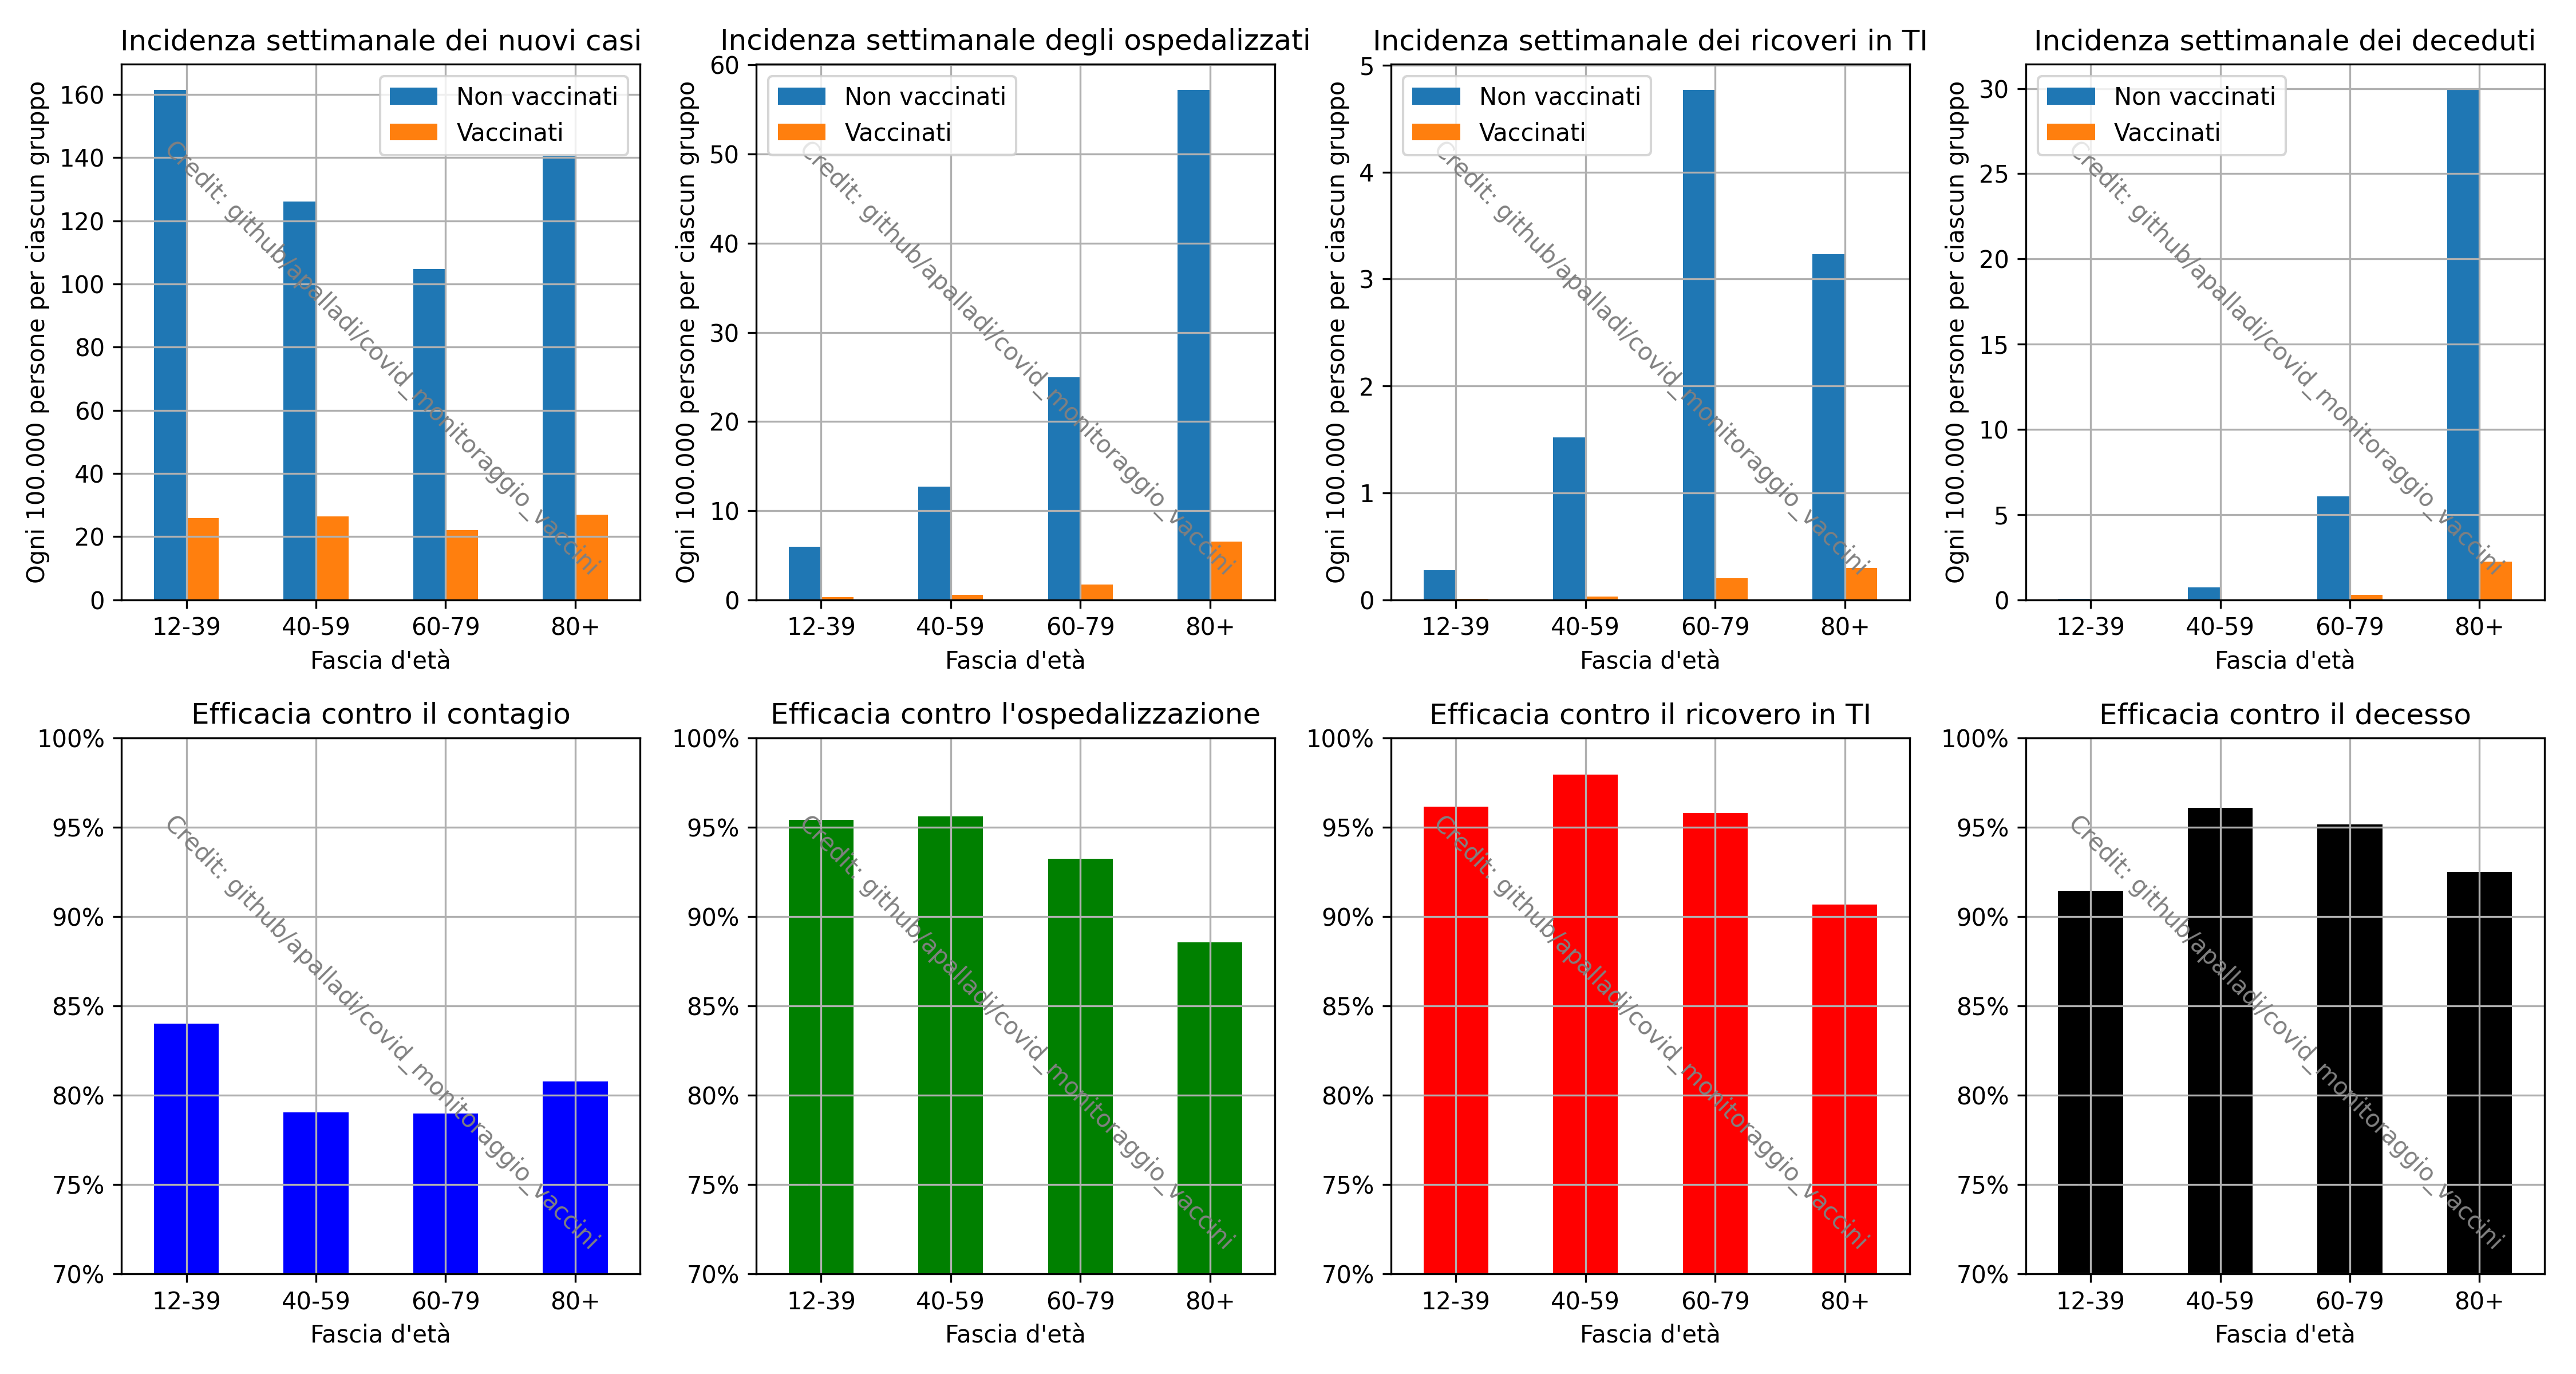 Incidenza settimanale dei nuovi casi
Ogni 100.000 persone per ciascun gruppo
160
140
120
100
80
60
40
20
0
Non vaccinati
Vaccinati
Credit: github/apalladi/covid_monitoraggio_vaccini
12-39 40-59 60-79 80+
Fascia d'età
Incidenza settimanale degli ospedalizzati
Ogni 100.000 persone per ciascun gruppo
60
50
40
30
20
10
0
Non vaccinati
Vaccinati
Credit: github/apalladi/covid_monitoraggio_vaccini
12-39 40-59 60-79 80+
Fascia d'età
Incidenza settimanale dei ricoveri in TI
Ogni 100.000 persone per ciascun gruppo
5
4
3
2
1
0
Non vaccinati
Vaccinati
Credit: github/apalladi/covid_monitoraggio_vaccini
12-39 40-59 60-79 80+
Fascia d'età
Incidenza settimanale dei deceduti
Ogni 100.000 persone per ciascun gruppo
30
25
20
15
10
5
0
Non vaccinati
Vaccinati
Credit: github/apalladi/covid_monitoraggio_vaccini
12-39 40-59 60-79 80+
Fascia d'età
Efficacia contro il contagio
100%
95%
90%
85%
80%
75%
70%
Credit: github/apalladi/covid_monitoraggio_vaccini
12-39 40-59 60-79 80+
Fascia d'età
Efficacia contro l'ospedalizzazione
100%
95%
90%
85%
80%
75%
70%
Credit: github/apalladi/covid_monitoraggio_vaccini
12-39 40-59 60-79 80+
Fascia d'età
Efficacia contro il ricovero in TI
100%
95%
90%
85%
80%
75%
70%
Credit: github/apalladi/covid_monitoraggio_vaccini
12-39 40-59 60-79 80+
Fascia d'età
Efficacia contro il decesso
100%
95%
90%
85%
80%
75%
70%
Credit: github/apalladi/covid_monitoraggio_vaccini
12-39 40-59 60-79 80+
Fascia d'età